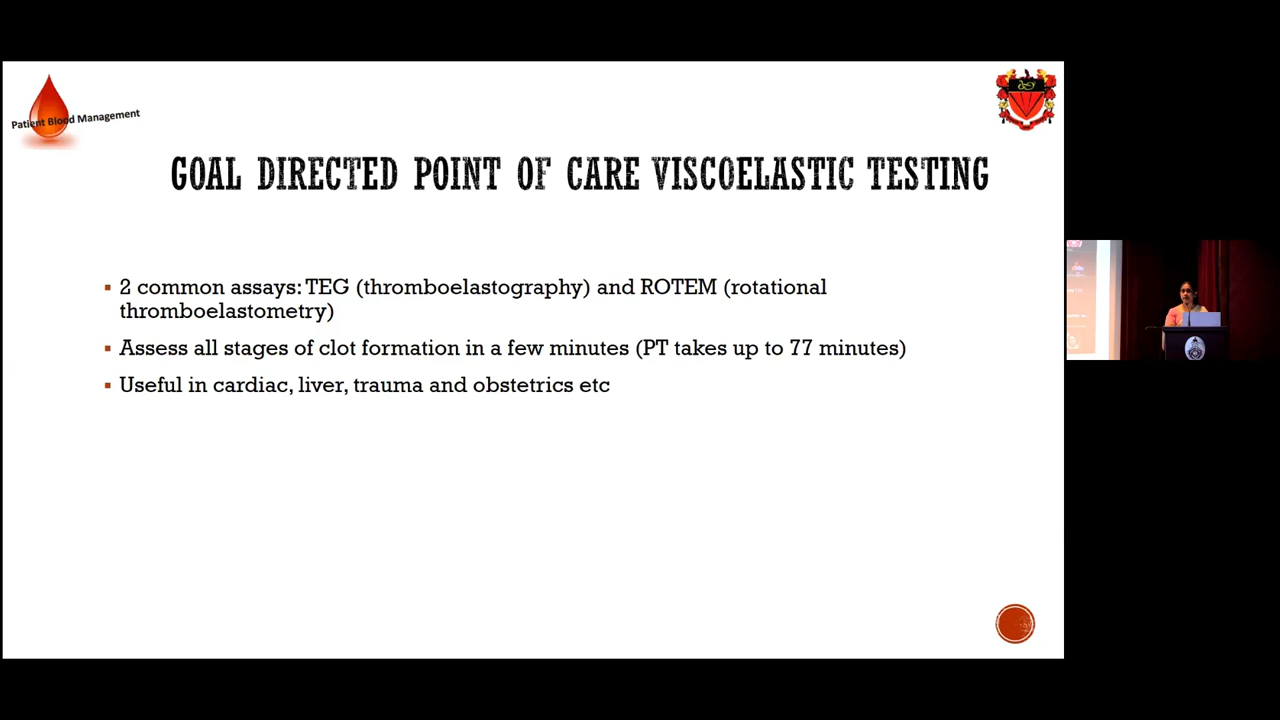 Patient Blood Management
GOAL DIRECTED POINT OF CARE VISCOELASTIC TESTING
▪ 2 common assays: TEG (thromboelastography) and ROTEM (rotational
thromboelastometry)
▪ Assess all stages of clot formation in a few minutes (PT takes up to 77 minutes)
▪ Useful in cardiac, liver, trauma and obstetrics etc